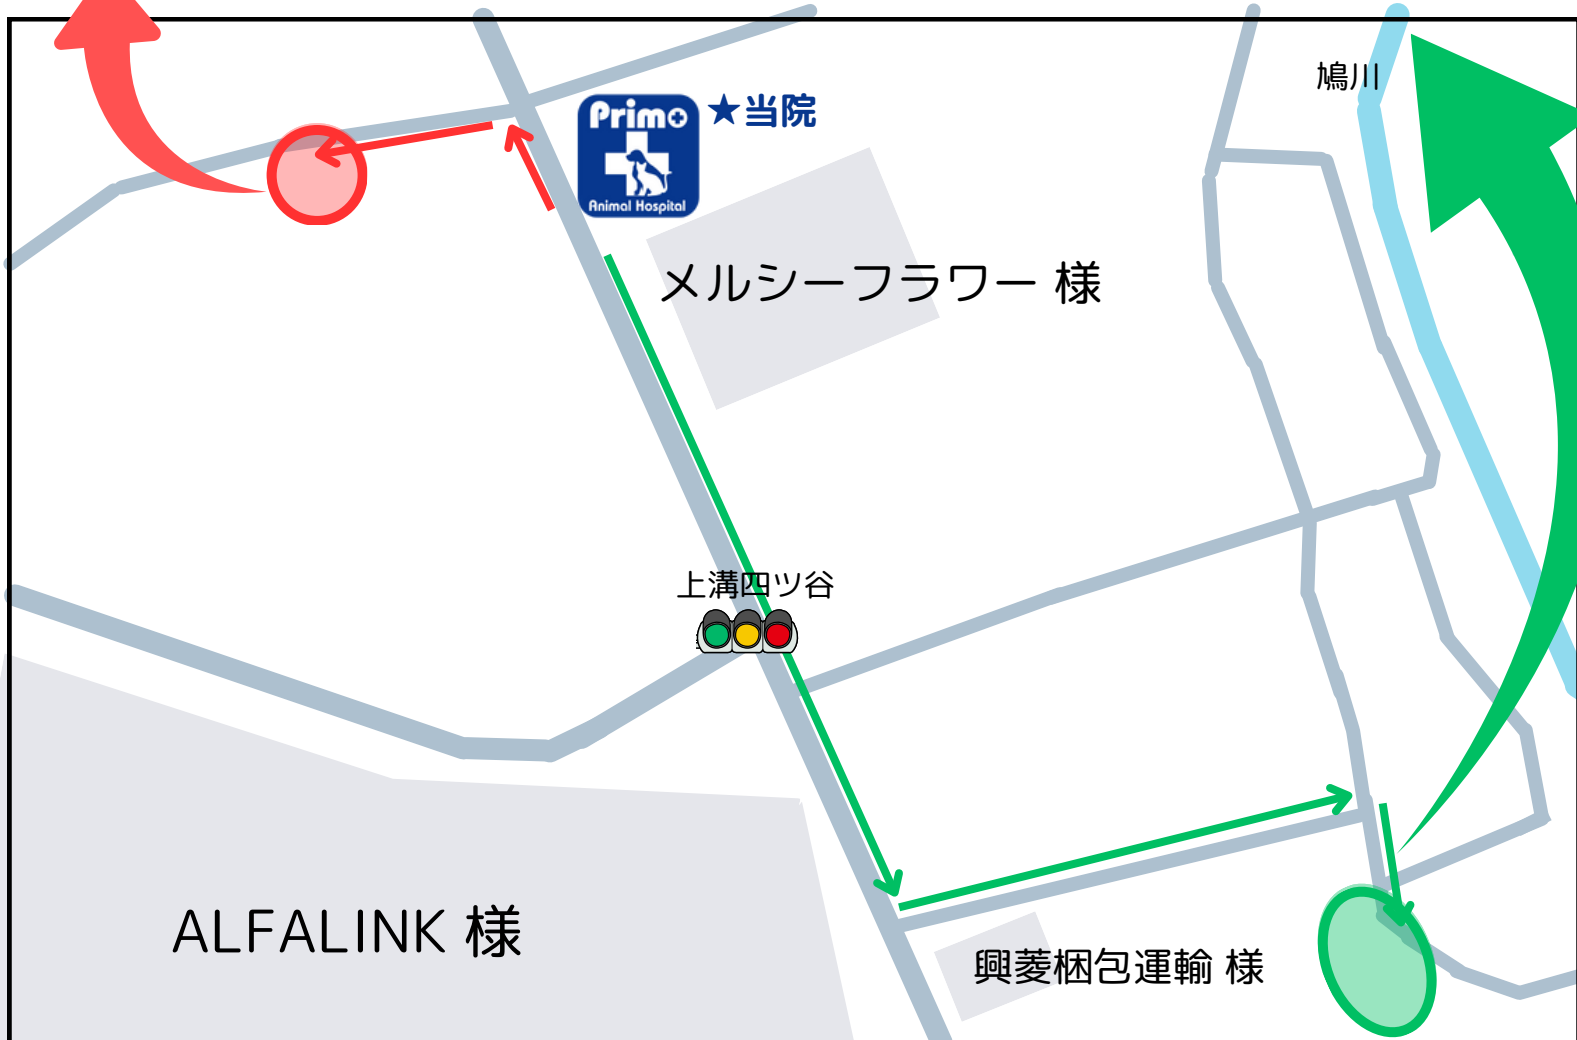 鳩川
Primo
★当院
Animal Hospital
メルシーフラワー 様
上溝四ツ谷
ALFALINK 様
興菱梱包運輸 様